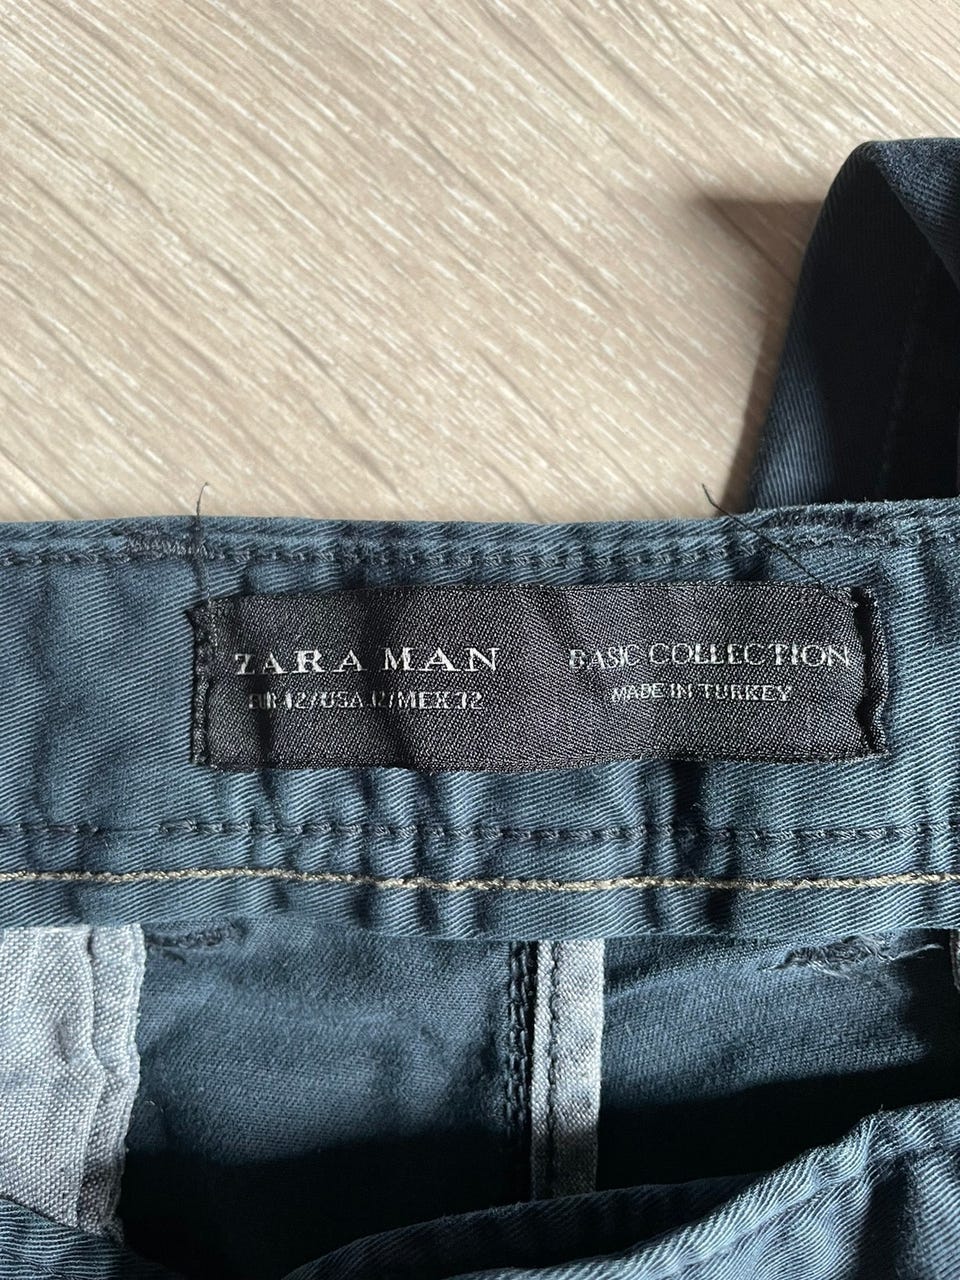 ZARA MAN
EUR 42/USA 32/MEX 32
BASIC COLLECTION
MADE IN TURKEY